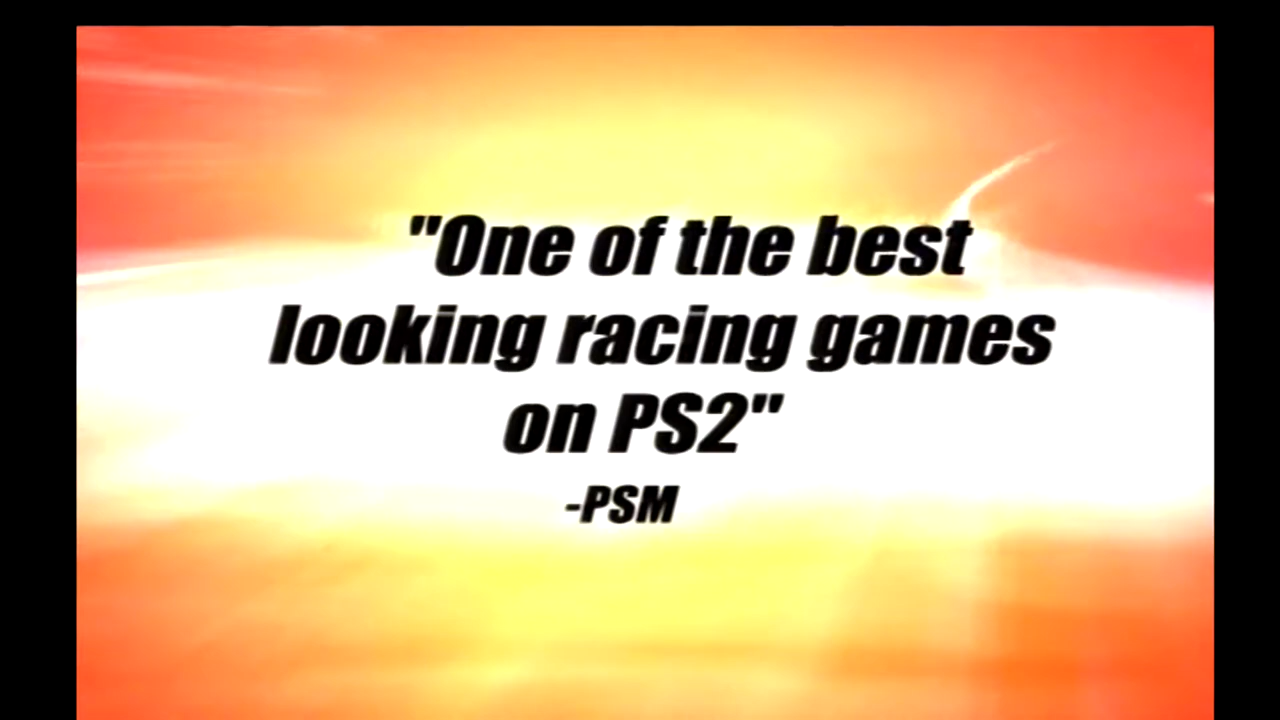 "One of the best
looking racing games
on PS2"
-PSM